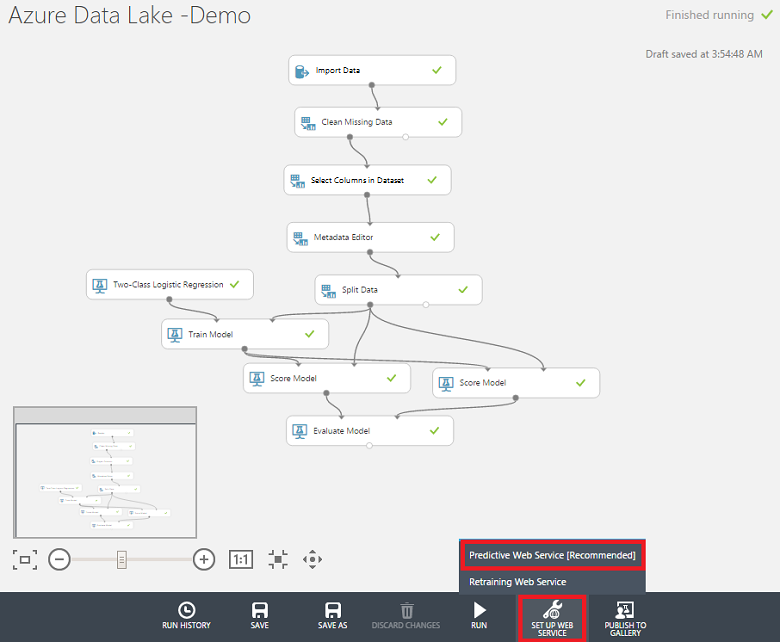 Azure Data Lake -Demo
Finished running
Draft saved at 3:54:48 AM
Import Data
Clean Missing Data
Select Columns in Dataset
Metadata Editor
Two-Class Logistic Regression
Split Data
Train Model
Score Model
Score Model
Evaluate Model
1:1
Predictive Web Service [Recommended]
Retraining Web Service
RUN HISTORY
SAVE
SAVE AS
DISCARD CHANGES
RUN
SET UP WEB
SERVICE
PUBLISH TO
GALLERY